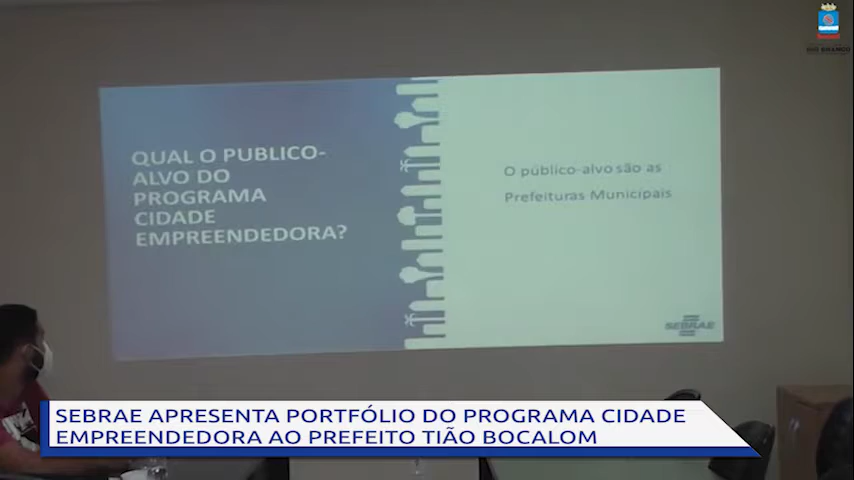 RIO BRANCO
QUAL O PUBLICO-
ALVO DO
PROGRAMA
CIDADE
EMPREENDEDORA?
O público-alvo são as
Prefeituras Municipais
SEBRAE
SEBRAE APRESENTA PORTFÓLIO DO PROGRAMA CIDADE
EMPREENDEDORA AO PREFEITO TIÃO BOCALOM